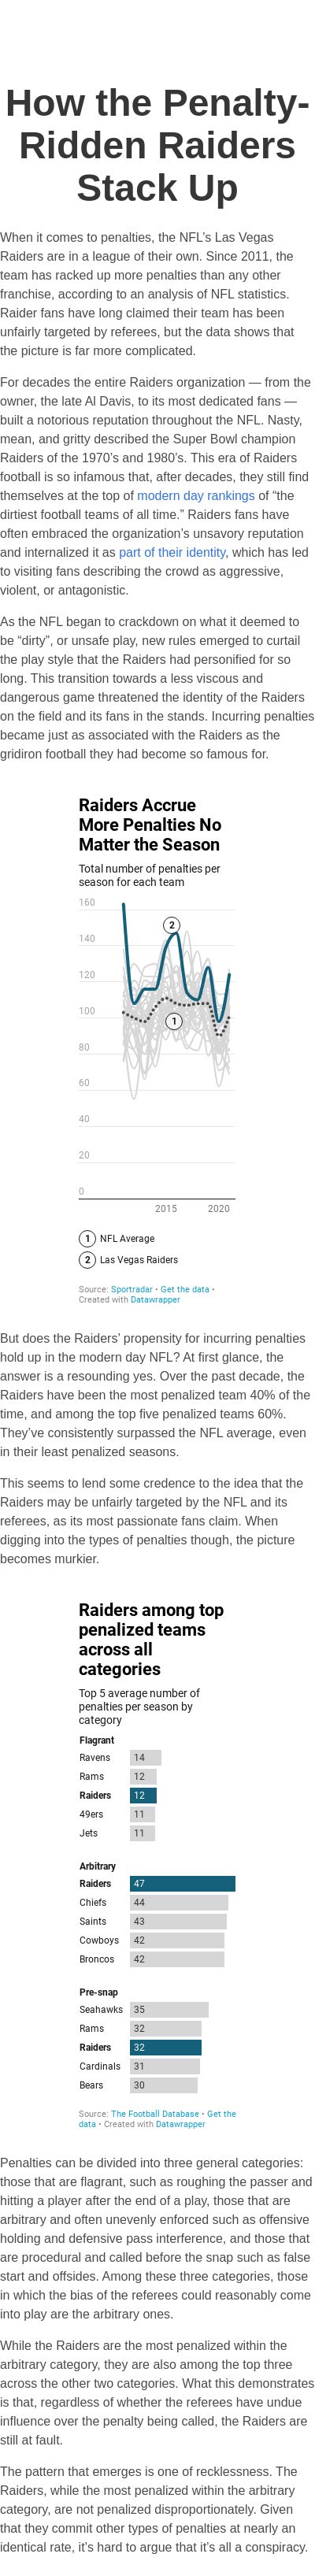 How the Penalty-
Ridden Raiders
Stack Up
When it comes to penalties, the NFL’s Las Vegas
Raiders are in a league of their own. Since 2011, the
team has racked up more penalties than any other
franchise, according to an analysis of NFL statistics.
Raider fans have long claimed their team has been
unfairly targeted by referees, but the data shows that
the picture is far more complicated.
For decades the entire Raiders organization — from the
owner, the late Al Davis, to its most dedicated fans —
built a notorious reputation throughout the NFL. Nasty,
mean, and gritty described the Super Bowl champion
Raiders of the 1970’s and 1980’s. This era of Raiders
football is so infamous that, after decades, they still find
themselves at the top of modern day rankings of “the
dirtiest football teams of all time.” Raiders fans have
often embraced the organization’s unsavory reputation
and internalized it as part of their identity, which has led
to visiting fans describing the crowd as aggressive,
violent, or antagonistic.
As the NFL began to crackdown on what it deemed to
be “dirty”, or unsafe play, new rules emerged to curtail
the play style that the Raiders had personified for so
long. This transition towards a less viscous and
dangerous game threatened the identity of the Raiders
on the field and its fans in the stands. Incurring penalties
became just as associated with the Raiders as the
gridiron football they had become so famous for.
Raiders Accrue
More Penalties No
Matter the Season
Total number of penalties per
season for each team
160
2
140
120
100
1
80
60
40
20
0
2015 2020
1 NFL Average
2 Las Vegas Raiders
Source: Sportradar • Get the data •
Created with Datawrapper
But does the Raiders’ propensity for incurring penalties
hold up in the modern day NFL? At first glance, the
answer is a resounding yes. Over the past decade, the
Raiders have been the most penalized team 40% of the
time, and among the top five penalized teams 60%.
They’ve consistently surpassed the NFL average, even
in their least penalized seasons.
This seems to lend some credence to the idea that the
Raiders may be unfairly targeted by the NFL and its
referees, as its most passionate fans claim. When
digging into the types of penalties though, the picture
becomes murkier.
Raiders among top
penalized teams
across all
categories
Top 5 average number of
penalties per season by
category
Flagrant
Ravens 14
Rams 12
Raiders 12
49ers 11
Jets 11
Arbitrary
Raiders 47
Chiefs 44
Saints 43
Cowboys 42
Broncos 42
Pre-snap
Seahawks 35
Rams 32
Raiders 32
Cardinals 31
Bears 30
Source: The Football Database • Get the
data • Created with Datawrapper
Penalties can be divided into three general categories:
those that are flagrant, such as roughing the passer and
hitting a player after the end of a play, those that are
arbitrary and often unevenly enforced such as offensive
holding and defensive pass interference, and those that
are procedural and called before the snap such as false
start and offsides. Among these three categories, those
in which the bias of the referees could reasonably come
into play are the arbitrary ones.
While the Raiders are the most penalized within the
arbitrary category, they are also among the top three
across the other two categories. What this demonstrates
is that, regardless of whether the referees have undue
influence over the penalty being called, the Raiders are
still at fault.
The pattern that emerges is one of recklessness. The
Raiders, while the most penalized within the arbitrary
category, are not penalized disproportionately. Given
that they commit other types of penalties at nearly an
identical rate, it’s hard to argue that it’s all a conspiracy.